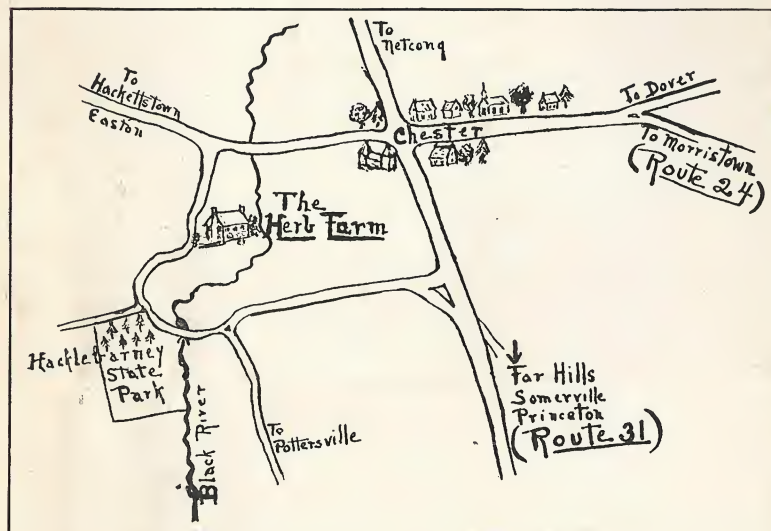 To
Netconq
To
Hackettstown
Easton
To Dover
Chester
To Morristown
(Route 24)
The
Herb Farm
Hacklebarney
State
Park
Far Hills
Somerville
Princeton
(Route 31)
To
Pottersville
Black River